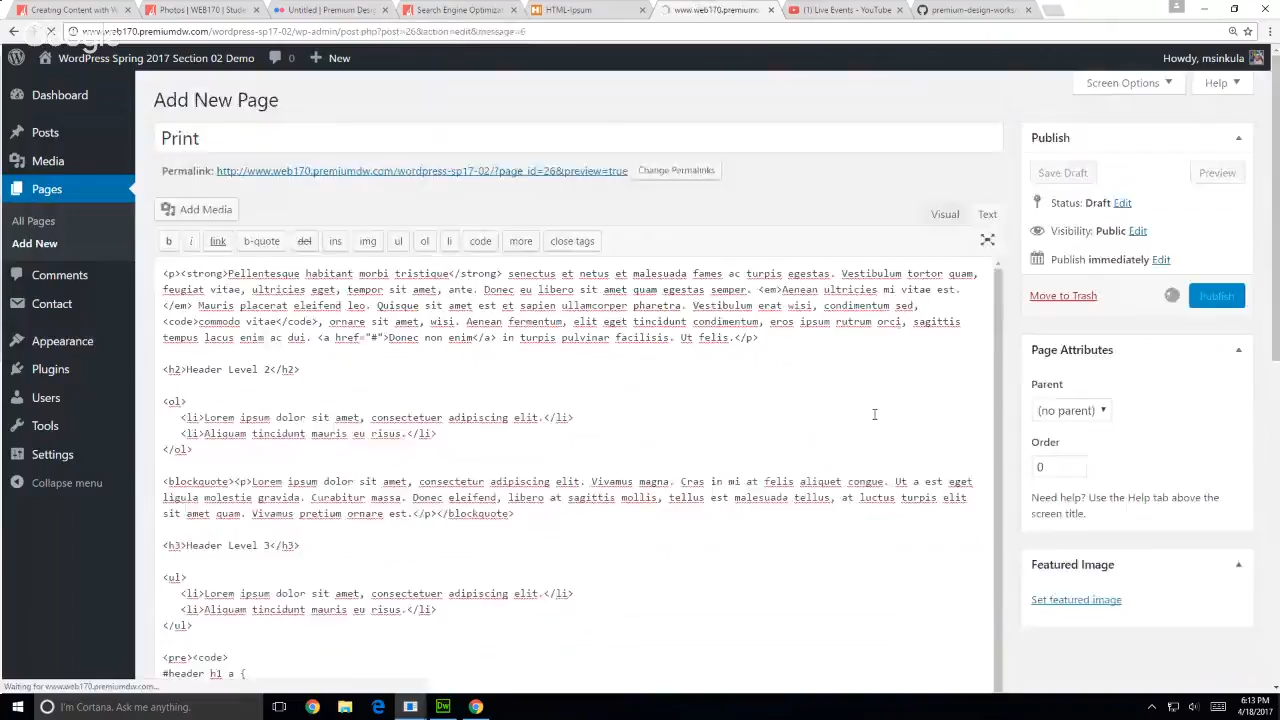 Creating Content with W
Photos | WEB170 | Stude
Untitled | Premium Desi
Search Engine Optimizat
HTML-Ipsum
www.web170.premiumdw
(1) Live Events - YouTube
premium-design-works
www.web170.premiumdw.com/wordpress-sp17-02/wp-admin/post.php?post=26&action=edit&message=6
WordPress Spring 2017 Section 02 Demo
0
New
Howdy, msinkula
Screen Options
Help
Dashboard
Posts
Media
Pages
All Pages
Add New
Comments
Contact
Appearance
Plugins
Users
Tools
Settings
Collapse menu
Add New Page
Print
Permalink: http://www.web170.premiumdw.com/wordpress-sp17-02/?page_id=26&preview=true
Change Permalinks
Add Media
Visual
Text
b
i
link
b-quote
del
ins
img
ul
ol
li
code
more
close tags
<p><strong>Pellentesque habitant morbi tristique</strong> senectus et netus et malesuada fames ac turpis egestas. Vestibulum tortor quam,
feugiat vitae, ultricies eget, tempor sit amet, ante. Donec eu libero sit amet quam egestas semper. <em>Aenean ultricies mi vitae est.
</em> Mauris placerat eleifend leo. Quisque sit amet est et sapien ullamcorper pharetra. Vestibulum erat wisi, condimentum sed,
<code>commodo vitae</code>, ornare sit amet, wisi. Aenean fermentum, elit eget tincidunt condimentum, eros ipsum rutrum orci, sagittis
tempus lacus enim ac dui. <a href="#">Donec non enim</a> in turpis pulvinar facilisis. Ut felis.</p>
<h2>Header Level 2</h2>
<ol>
<li>Lorem ipsum dolor sit amet, consectetuer adipiscing elit.</li>
<li>Aliquam tincidunt mauris eu risus.</li>
</ol>
<blockquote><p>Lorem ipsum dolor sit amet, consectetur adipiscing elit. Vivamus magna. Cras in mi at felis aliquet congue. Ut a est eget
ligula molestie gravida. Curabitur massa. Donec eleifend, libero at sagittis mollis, tellus est malesuada tellus, at luctus turpis elit
sit amet quam. Vivamus pretium ornare est.</p></blockquote>
<h3>Header Level 3</h3>
<ul>
<li>Lorem ipsum dolor sit amet, consectetuer adipiscing elit.</li>
<li>Aliquam tincidunt mauris eu risus.</li>
</ul>
<pre><code>
#header h1 a {
Publish
Save Draft
Preview
Status: Draft Edit
Visibility: Public Edit
Publish immediately Edit
Move to Trash
Publish
Page Attributes
Parent
(no parent)
Order
0
Need help? Use the Help tab above the
screen title.
Featured Image
Set featured image
Waiting for www.web170.premiumdw.com...
I'm Cortana. Ask me anything.
Dw
6:13 PM
4/18/2017